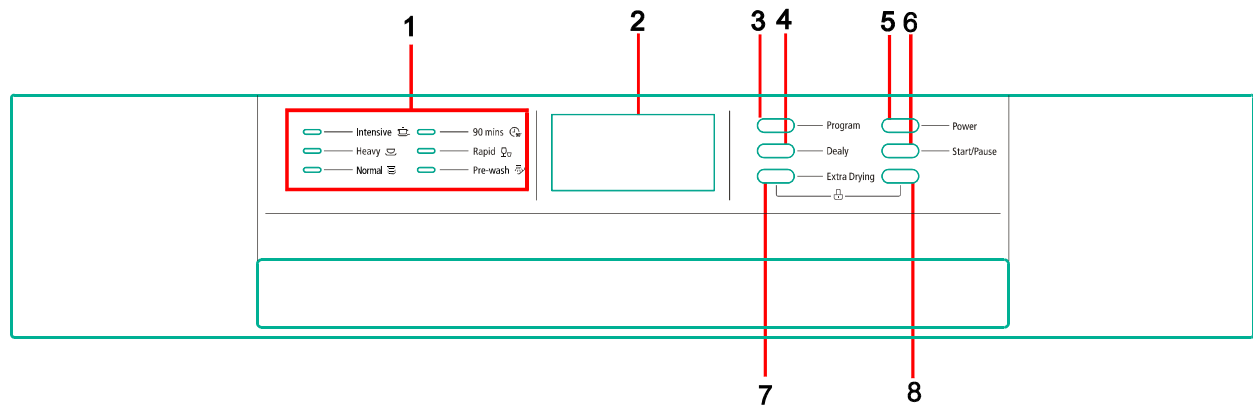 1
2
3 4
5 6
Intensive
90 mins
Heavy
Rapid
Normal
Pre-wash
Program
Power
Dealy
Start/Pause
Extra Drying
7
8